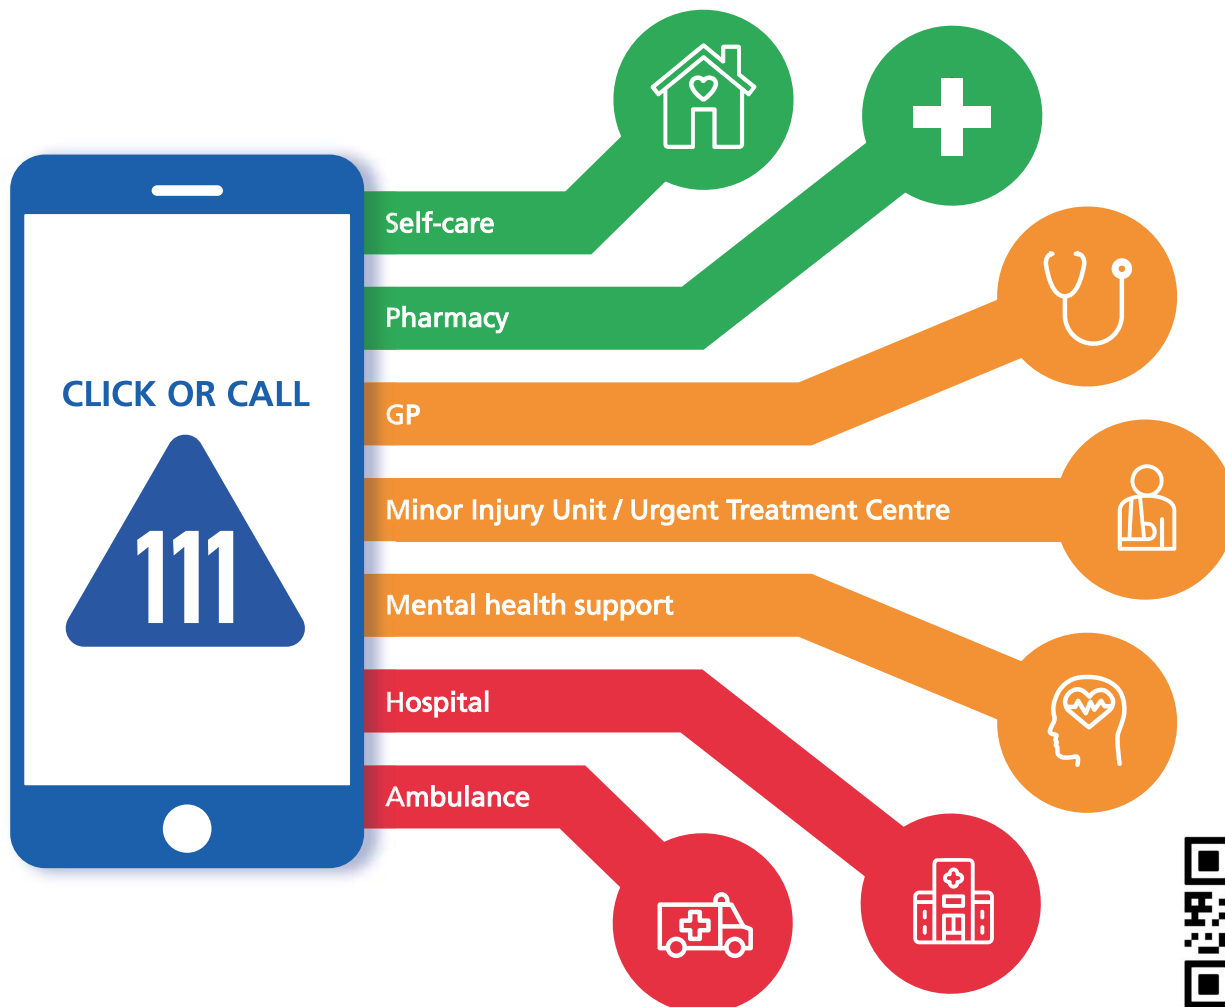 Self-care
Pharmacy
CLICK OR CALL
111
GP
Minor Injury Unit / Urgent Treatment Centre
Mental health support
Hospital
Ambulance